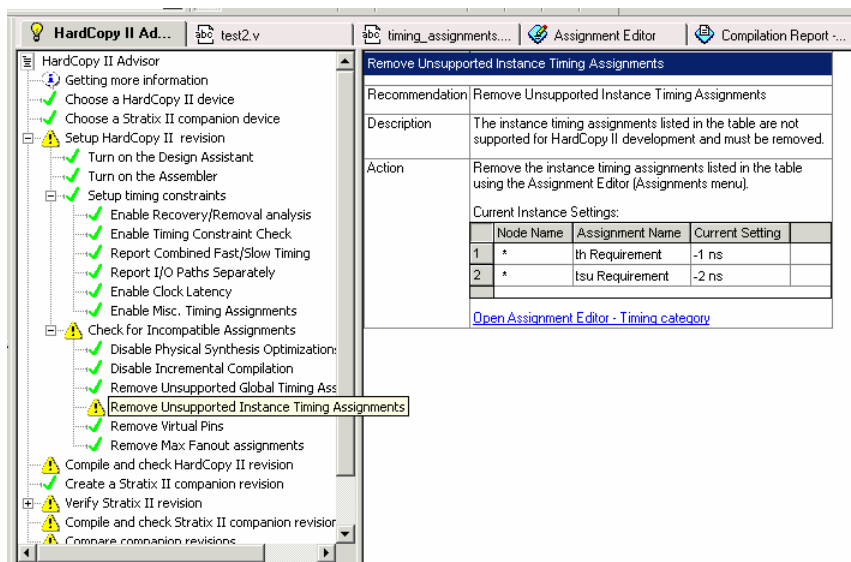 HardCopy II Ad...
test2.v
timing_assignments....
Assignment Editor
Compilation Report -...
HardCopy II Advisor
Getting more information
Choose a HardCopy II device
Choose a Stratix II companion device
Setup HardCopy II revision
Turn on the Design Assistant
Turn on the Assembler
Setup timing constraints
Enable Recovery/Removal analysis
Enable Timing Constraint Check
Report Combined Fast/Slow Timing
Report I/O Paths Separately
Enable Clock Latency
Enable Misc. Timing Assignments
Check for Incompatible Assignments
Disable Physical Synthesis Optimization
Disable Incremental Compilation
Remove Unsupported Global Timing Ass
Remove Unsupported Instance Timing Assignments
Remove Virtual Pins
Remove Max Fanout assignments
Compile and check HardCopy II revision
Create a Stratix II companion revision
Verify Stratix II revision
Compile and check Stratix II companion revisior
Compare companion revisions
Remove Unsupported Instance Timing Assignments
Recommendation Remove Unsupported Instance Timing Assignments
Description The instance timing assignments listed in the table are not
supported for HardCopy II development and must be removed.
Action Remove the instance timing assignments listed in the table
using the Assignment Editor (Assignments menu).
Current Instance Settings:
Node Name Assignment Name Current Setting
1 * th Requirement -1 ns
2 * tsu Requirement -2 ns
Open Assignment Editor - Timing category